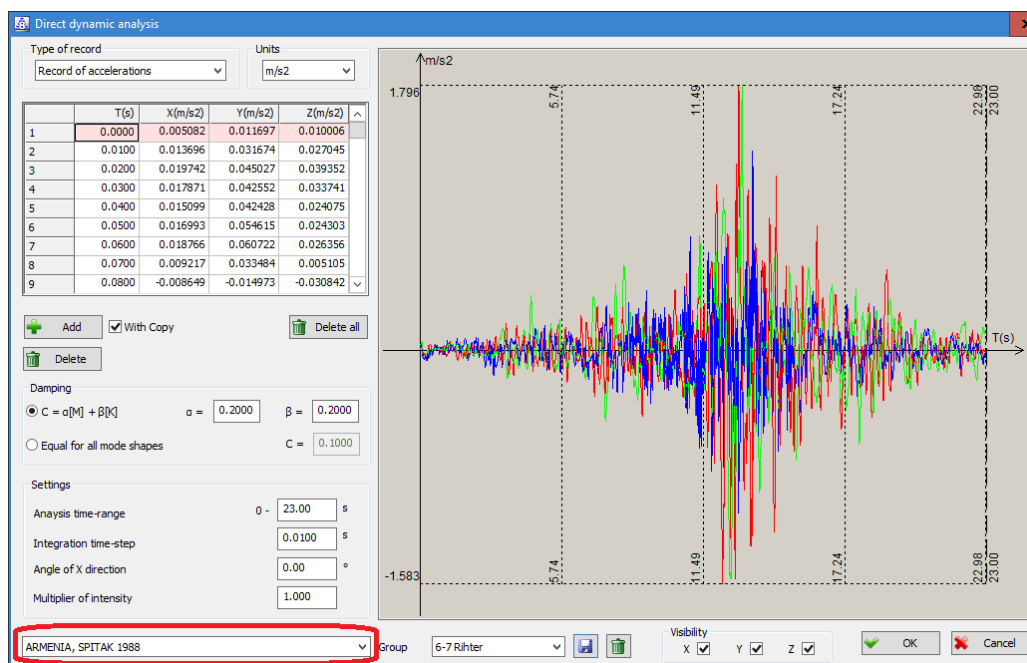 Direct dynamic analysis
x
Type of record
Units
Record of accelerations
m/s2
T(s) X(m/s2) Y(m/s2) Z(m/s2)
1 0.0000 0.005082 0.011697 0.010006
2 0.0100 0.013696 0.031674 0.027045
3 0.0200 0.019742 0.045027 0.039352
4 0.0300 0.017871 0.042552 0.033741
5 0.0400 0.015099 0.042428 0.024075
6 0.0500 0.016993 0.054615 0.024303
7 0.0600 0.018766 0.060722 0.026356
8 0.0700 0.009217 0.033484 0.005105
9 0.0800 -0.008649 -0.014973 -0.030842
Add
With Copy
Delete all
Delete
Damping
C = α[M] + β[K] α = 0.2000 β = 0.2000
Equal for all mode shapes C = 0.1000
Settings
Anaysis time-range 0 - 23.00 s
Integration time-step 0.0100 s
Angle of X direction 0.00 °
Multiplier of intensity 1.000
m/s2
1.796
5.74
11.49
17.24
22.98
23.00
T(s)
-1.583
5.74
11.49
17.24
22.98
23.00
ARMENIA, SPITAK 1988
Group
6-7 Rihter
Visibility
X Y Z
OK
Cancel